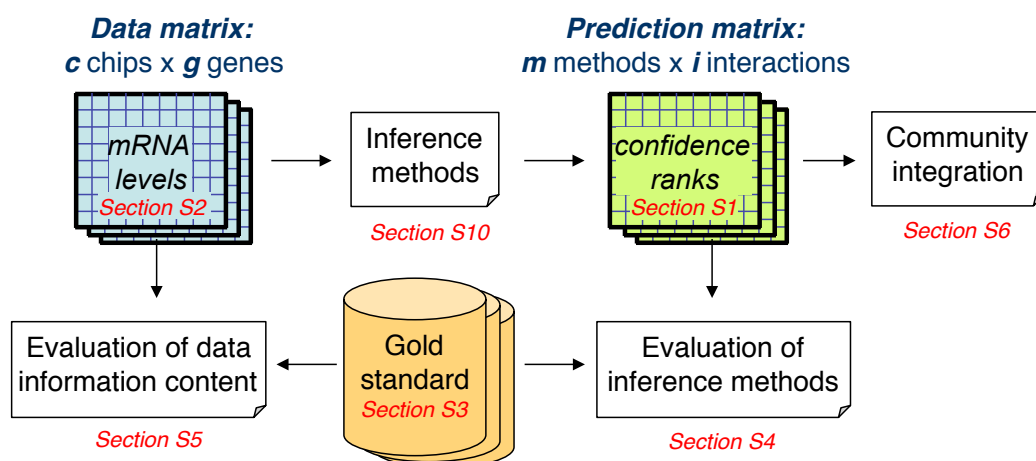 Data matrix:
c chips x g genes
Prediction matrix:
m methods x i interactions
mRNA
levels
Section S2
Inference
methods
Section S10
confidence
ranks
Section S1
Community
integration
Section S6
Evaluation of data
information content
Section S5
Gold
standard
Section S3
Evaluation of
inference methods
Section S4